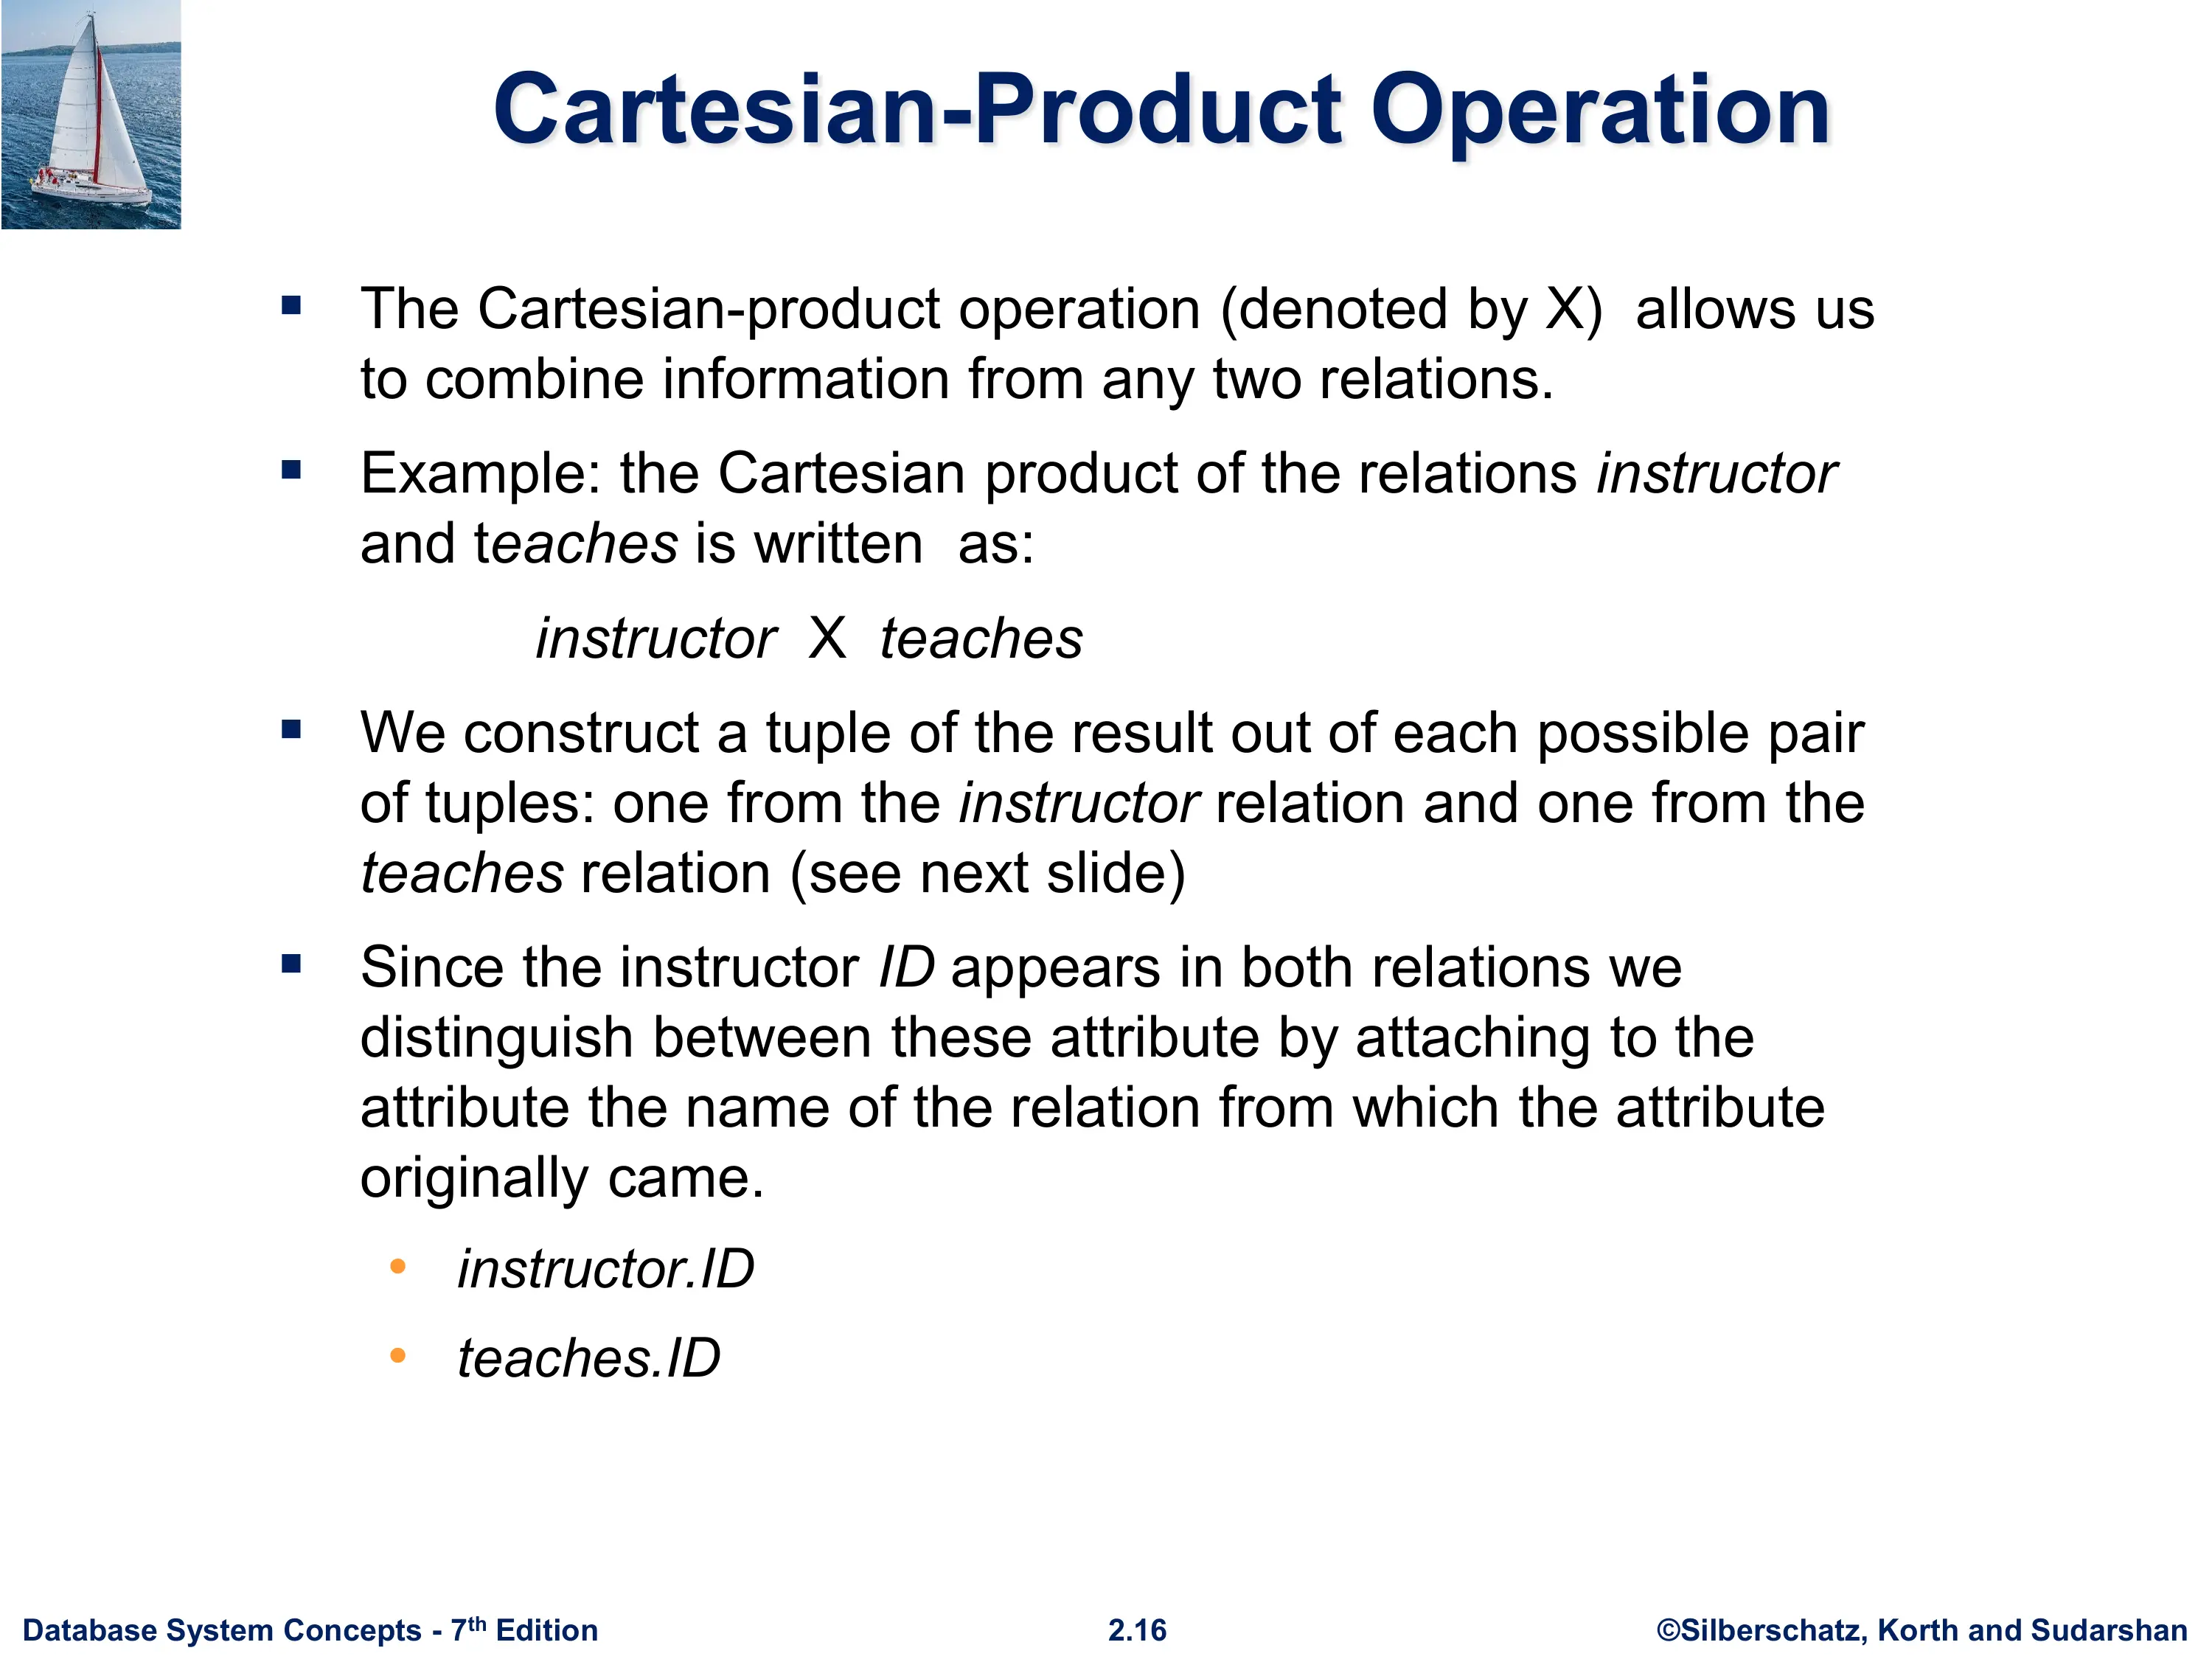 Cartesian-Product Operation
▪ The Cartesian-product operation (denoted by X)  allows us
to combine information from any two relations.
▪ Example: the Cartesian product of the relations instructor
and teaches is written  as:
instructor  X  teaches
▪ We construct a tuple of the result out of each possible pair
of tuples: one from the instructor relation and one from the
teaches relation (see next slide)
▪ Since the instructor ID appears in both relations we
distinguish between these attribute by attaching to the
attribute the name of the relation from which the attribute
originally came.
• instructor.ID
• teaches.ID
Database System Concepts - 7th Edition
2.16
©Silberschatz, Korth and Sudarshan